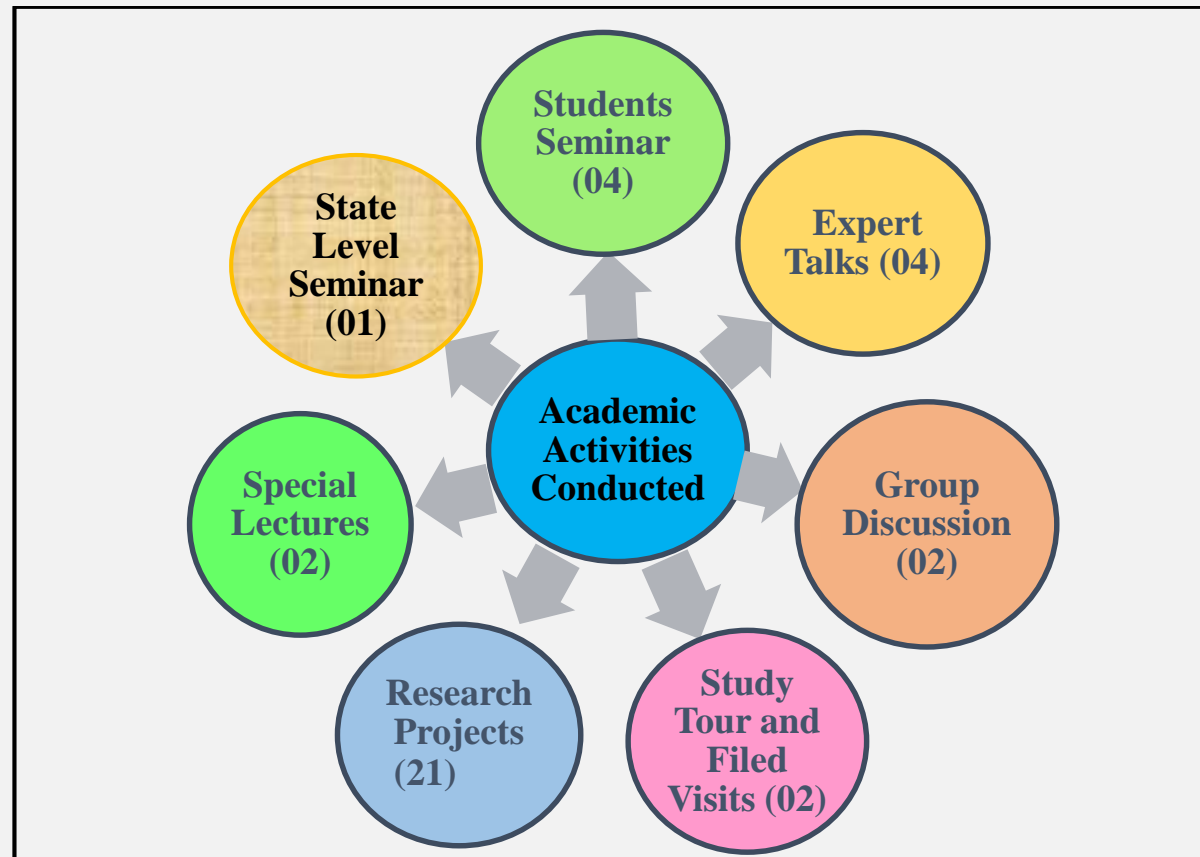 Students
Seminar
(04)
Expert
Talks (04)
Group
Discussion
(02)
Study
Tour and
Filed
Visits (02)
Research
Projects
(21)
Special
Lectures
(02)
State
Level
Seminar
(01)
Academic
Activities
Conducted